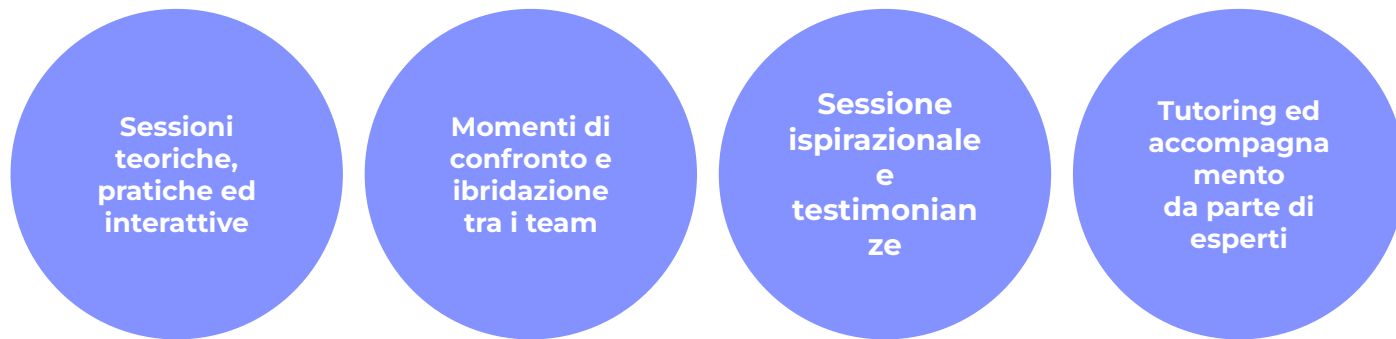 Sessioni
teoriche,
pratiche ed
interattive
Momenti di
confronto e
ibridazione
tra i team
Sessione
ispirazionale
e
testimonian
ze
Tutoring ed
accompagna
mento
da parte di
esperti